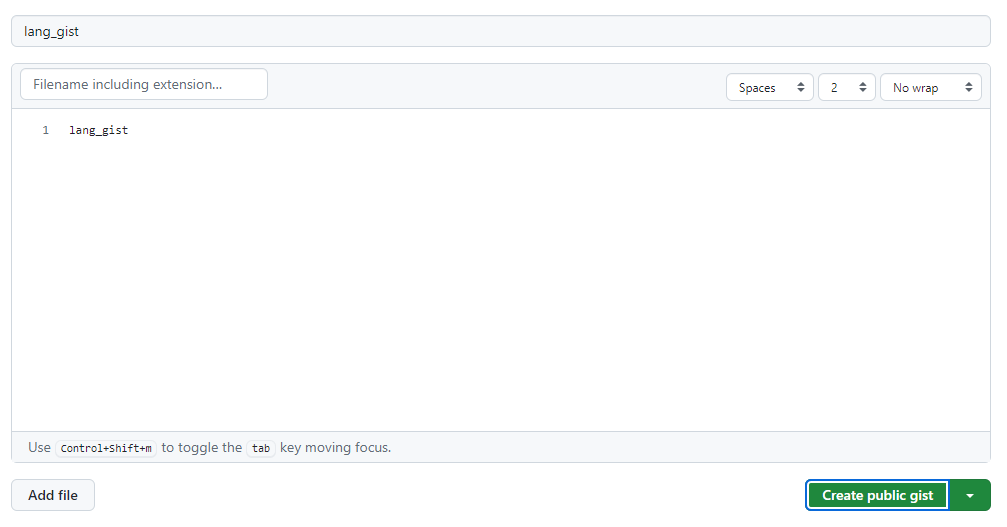 lang_gist
Filename including extension...
Spaces
2
No wrap
1 lang_gist
Use Control+Shift+m to toggle the tab key moving focus.
Add file
Create public gist